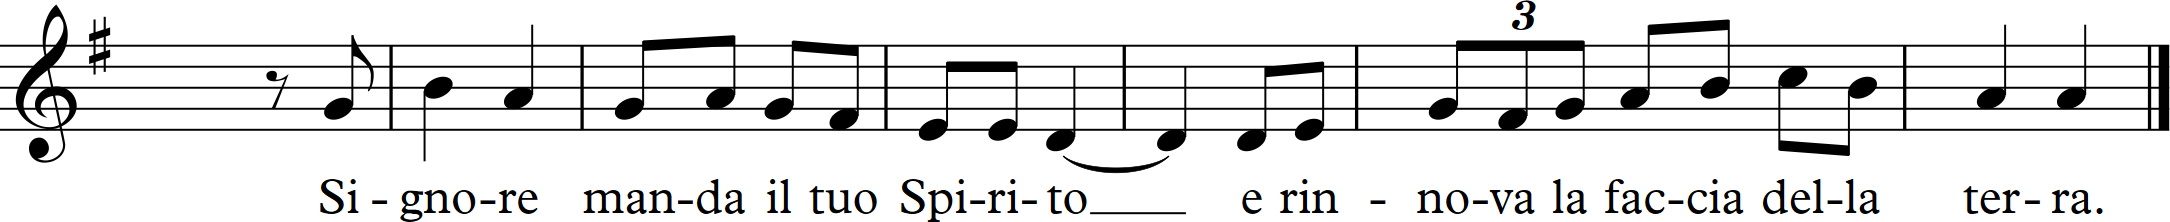 3
Si - gno-re man-da il tuo Spi-ri-to____ e rin - no-va la fac-cia del-la ter-ra.